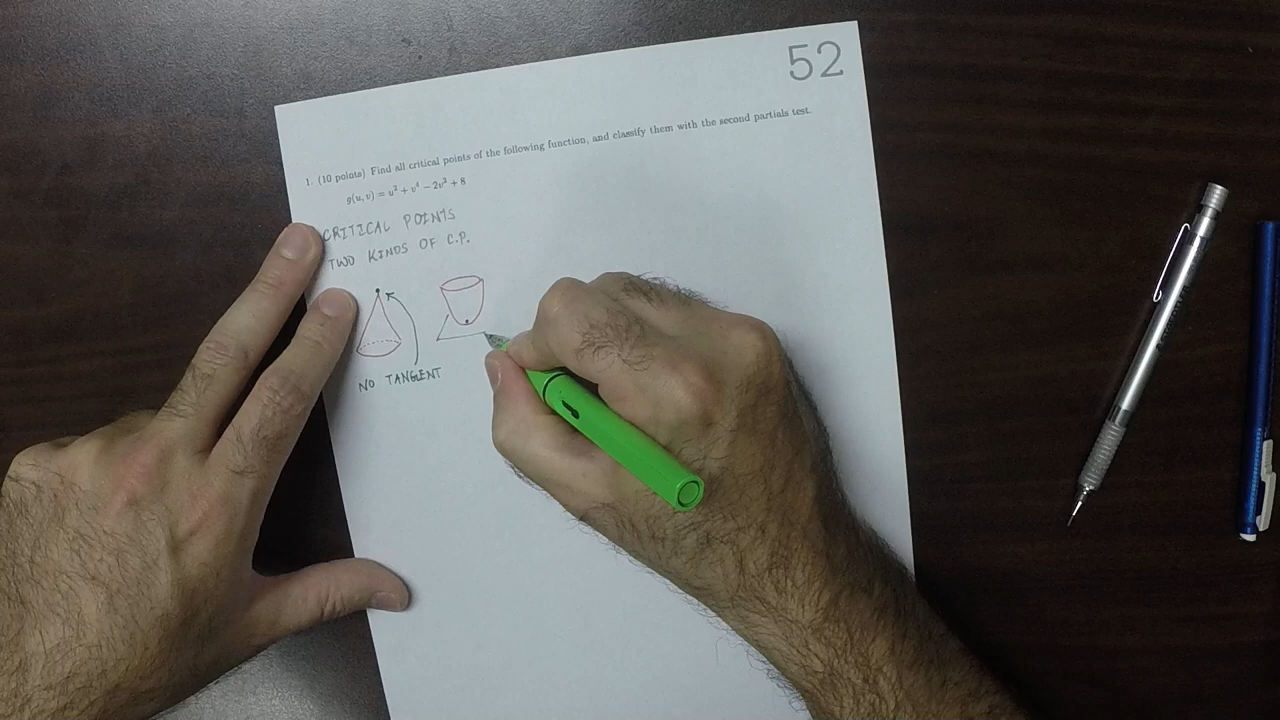 52
1. (10 points) Find all critical points of the following function, and classify them with the second partials test.
g(u, v) = u² + v⁴ − 2v² + 8
CRITICAL POINTS
TWO KINDS OF C.P.
NO TANGENT